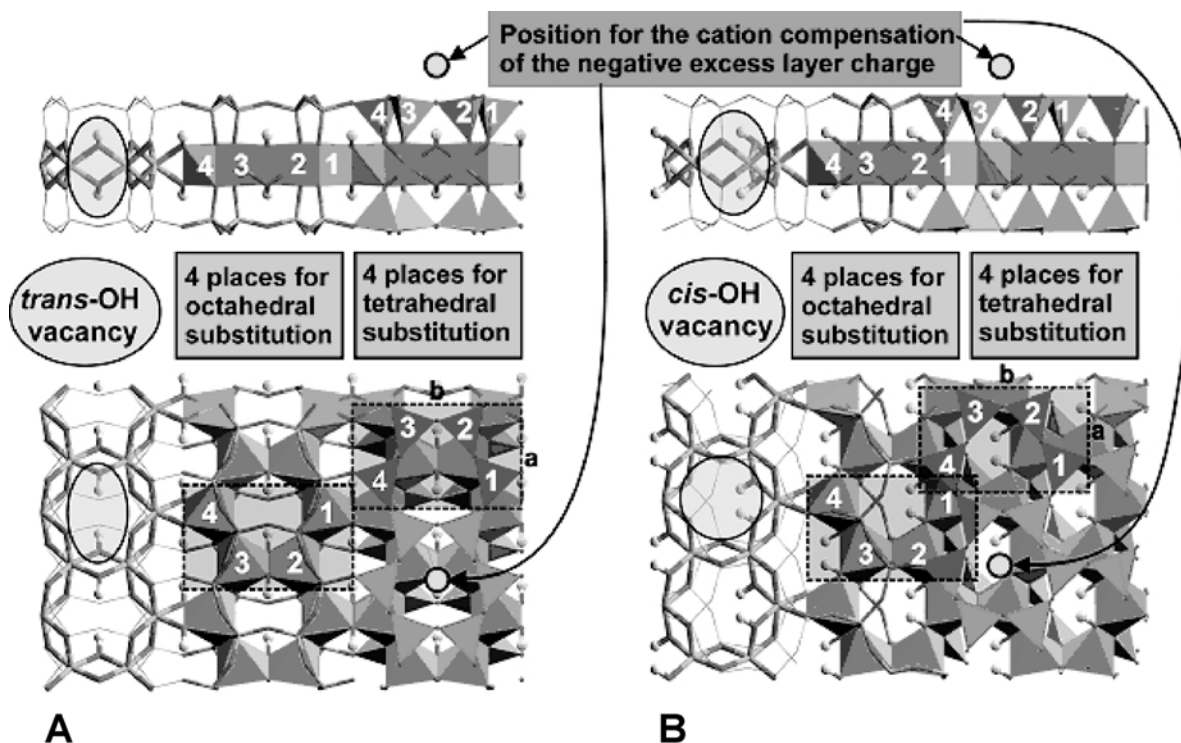 Position for the cation compensation
of the negative excess layer charge
4 3 2 1
4 3 2 1
4 3 2 1
4 3 2 1
trans-OH
vacancy
4 places for
octahedral
substitution
4 places for
tetrahedral
substitution
cis-OH
vacancy
4 places for
octahedral
substitution
4 places for
tetrahedral
substitution
b
3 2
a
4 1
4 1
3 2
b
3 2
a
4 1
4 1
3 2
A
B